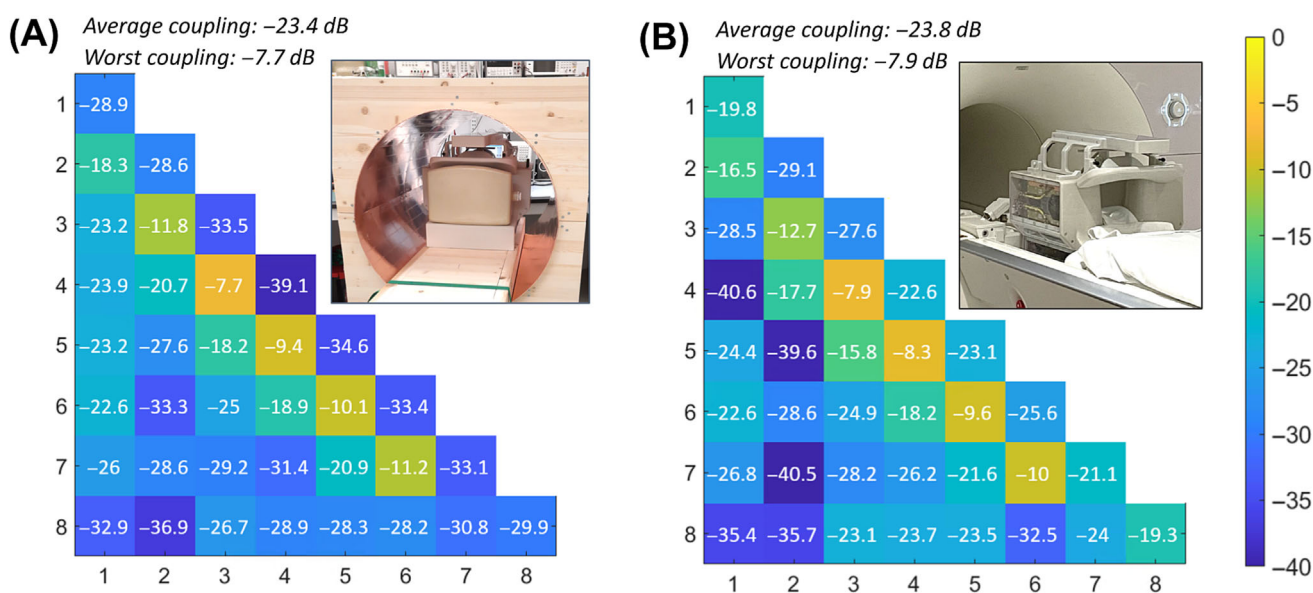 (A)
Average coupling: −23.4 dB
Worst coupling: −7.7 dB
1 −28.9
2 −18.3 −28.6
3 −23.2 −11.8 −33.5
4 −23.9 −20.7 −7.7 −39.1
5 −23.2 −27.6 −18.2 −9.4 −34.6
6 −22.6 −33.3 −25 −18.9 −10.1 −33.4
7 −26 −28.6 −29.2 −31.4 −20.9 −11.2 −33.1
8 −32.9 −36.9 −26.7 −28.9 −28.3 −28.2 −30.8 −29.9
1 2 3 4 5 6 7 8
(B)
Average coupling: −23.8 dB
Worst coupling: −7.9 dB
1 −19.8
2 −16.5 −29.1
3 −28.5 −12.7 −27.6
4 −40.6 −17.7 −7.9 −22.6
5 −24.4 −39.6 −15.8 −8.3 −23.1
6 −22.6 −28.6 −24.9 −18.2 −9.6 −25.6
7 −26.8 −40.5 −28.2 −26.2 −21.6 −10 −21.1
8 −35.4 −35.7 −23.1 −23.7 −23.5 −32.5 −24 −19.3
1 2 3 4 5 6 7 8
0
−5
−10
−15
−20
−25
−30
−35
−40